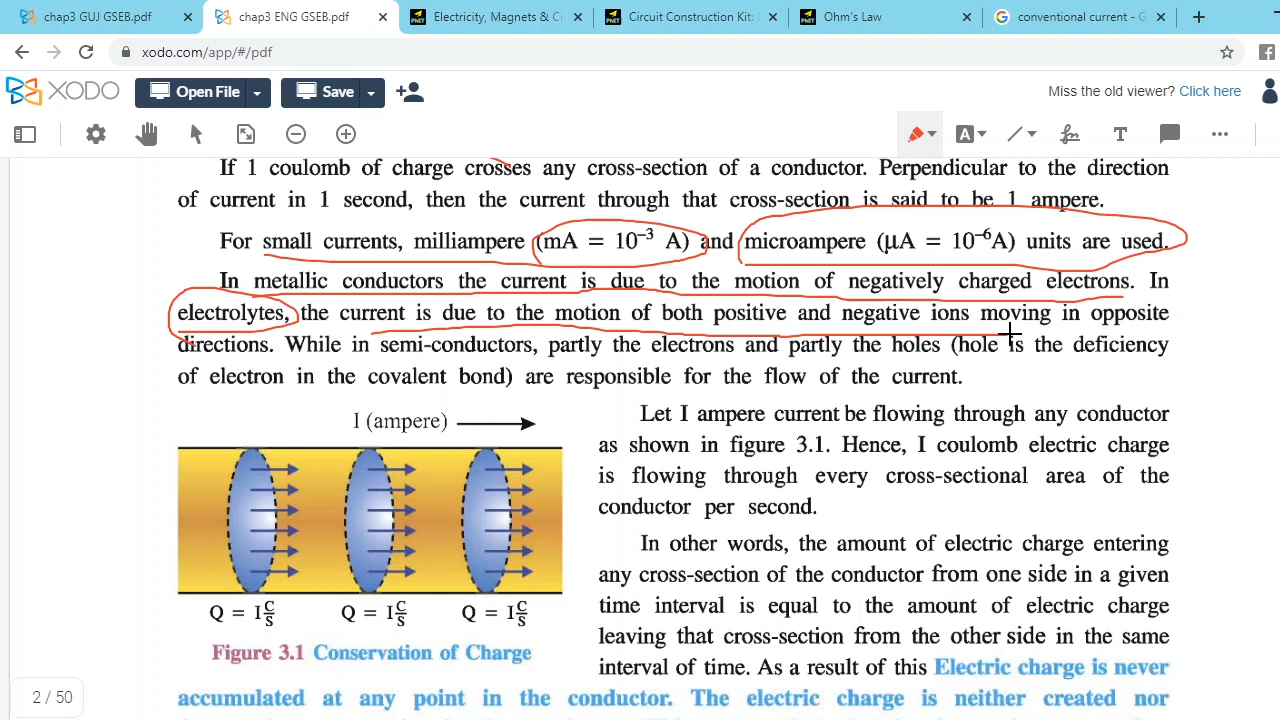 chap3 GUJ GSEB.pdf
chap3 ENG GSEB.pdf
Electricity, Magnets & Ci
Circuit Construction Kit:
Ohm's Law
conventional current - G
xodo.com/app/#/pdf
XODO
Open File
Save
Miss the old viewer? Click here
If 1 coulomb of charge crosses any cross-section of a conductor. Perpendicular to the direction
of current in 1 second, then the current through that cross-section is said to be 1 ampere.
For small currents, milliampere (mA = 10⁻³ A) and microampere (μA = 10⁻⁶A) units are used.
In metallic conductors the current is due to the motion of negatively charged electrons. In
electrolytes, the current is due to the motion of both positive and negative ions moving in opposite
directions. While in semi-conductors, partly the electrons and partly the holes (hole is the deficiency
of electron in the covalent bond) are responsible for the flow of the current.
I (ampere)
Q = I C/S
Q = I C/S
Q = I C/S
Figure 3.1 Conservation of Charge
Let I ampere current be flowing through any conductor
as shown in figure 3.1. Hence, I coulomb electric charge
is flowing through every cross-sectional area of the
conductor per second.
In other words, the amount of electric charge entering
any cross-section of the conductor from one side in a given
time interval is equal to the amount of electric charge
leaving that cross-section from the other side in the same
interval of time. As a result of this Electric charge is never
accumulated at any point in the conductor. The electric charge is neither created nor
2 / 50